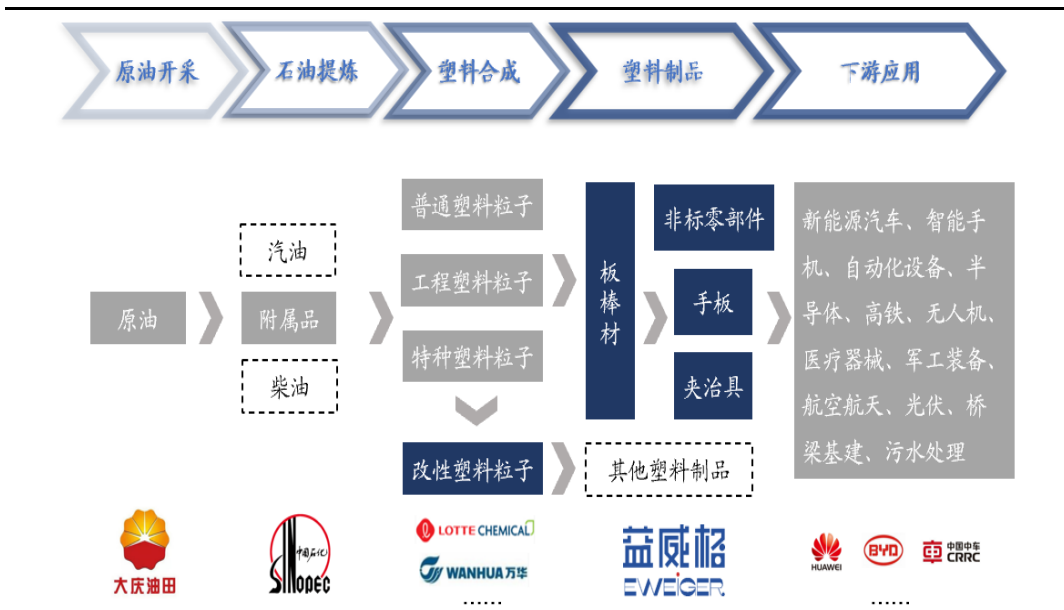 原油开采
石油提炼
塑料合成
塑料制品
下游应用
原油
汽油
附属品
柴油
普通塑料粒子
工程塑料粒子
特种塑料粒子
改性塑料粒子
板
棒
材
非标零部件
手板
夹治具
其他塑料制品
新能源汽车、智能手
机、自动化设备、半
导体、高铁、无人机、
医疗器械、军工装备、
航空航天、光伏、桥
梁基建、污水处理
大庆油田
中国石化
SINOPEC
LOTTE CHEMICAL
WANHUA 万华
......
益威格
EWEIGER
HUAWEI
BYD
中国中车
CRRC
......